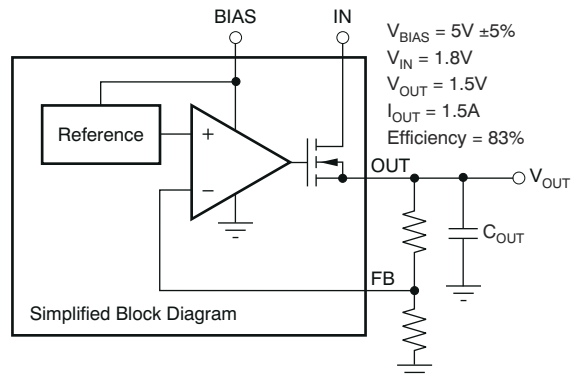 BIAS
IN
V_BIAS = 5V ±5%
V_IN = 1.8V
V_OUT = 1.5V
I_OUT = 1.5A
Efficiency = 83%
Reference
+
−
OUT
V_OUT
C_OUT
FB
Simplified Block Diagram